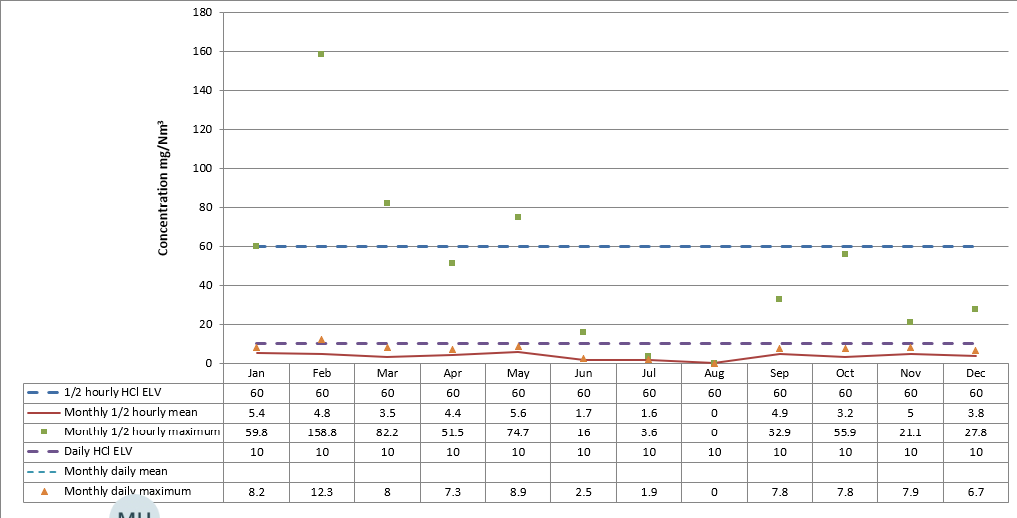 180
160
140
120
100
80
60
40
20
0
Concentration mg/Nm³
Jan Feb Mar Apr May Jun Jul Aug Sep Oct Nov Dec
1/2 hourly HCl ELV 60 60 60 60 60 60 60 60 60 60 60 60
Monthly 1/2 hourly mean 5.4 4.8 3.5 4.4 5.6 1.7 1.6 0 4.9 3.2 5 3.8
Monthly 1/2 hourly maximum 59.8 158.8 82.2 51.5 74.7 16 3.6 0 32.9 55.9 21.1 27.8
Daily HCl ELV 10 10 10 10 10 10 10 10 10 10 10 10
Monthly daily mean
Monthly daily maximum 8.2 12.3 8 7.3 8.9 2.5 1.9 0 7.8 7.8 7.9 6.7